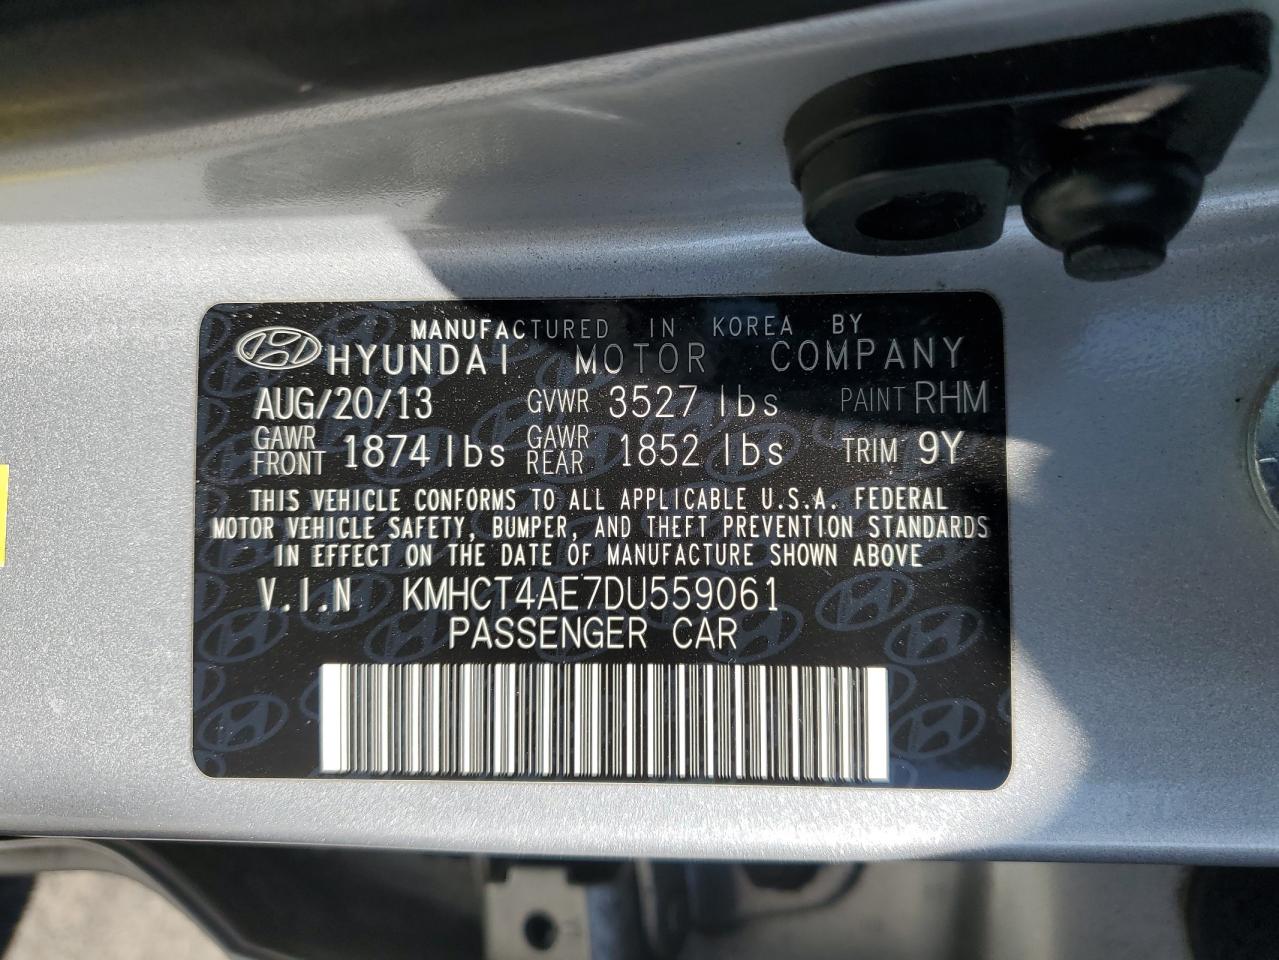 MANUFACTURED IN KOREA BY
HYUNDAI MOTOR COMPANY
AUG/20/13 GVWR 3527 lbs PAINT RHM
GAWR FRONT 1874 lbs GAWR REAR 1852 lbs TRIM 9Y
THIS VEHICLE CONFORMS TO ALL APPLICABLE U.S.A. FEDERAL
MOTOR VEHICLE SAFETY, BUMPER, AND THEFT PREVENTION STANDARDS
IN EFFECT ON THE DATE OF MANUFACTURE SHOWN ABOVE
V.I.N KMHCT4AE7DU559061
PASSENGER CAR